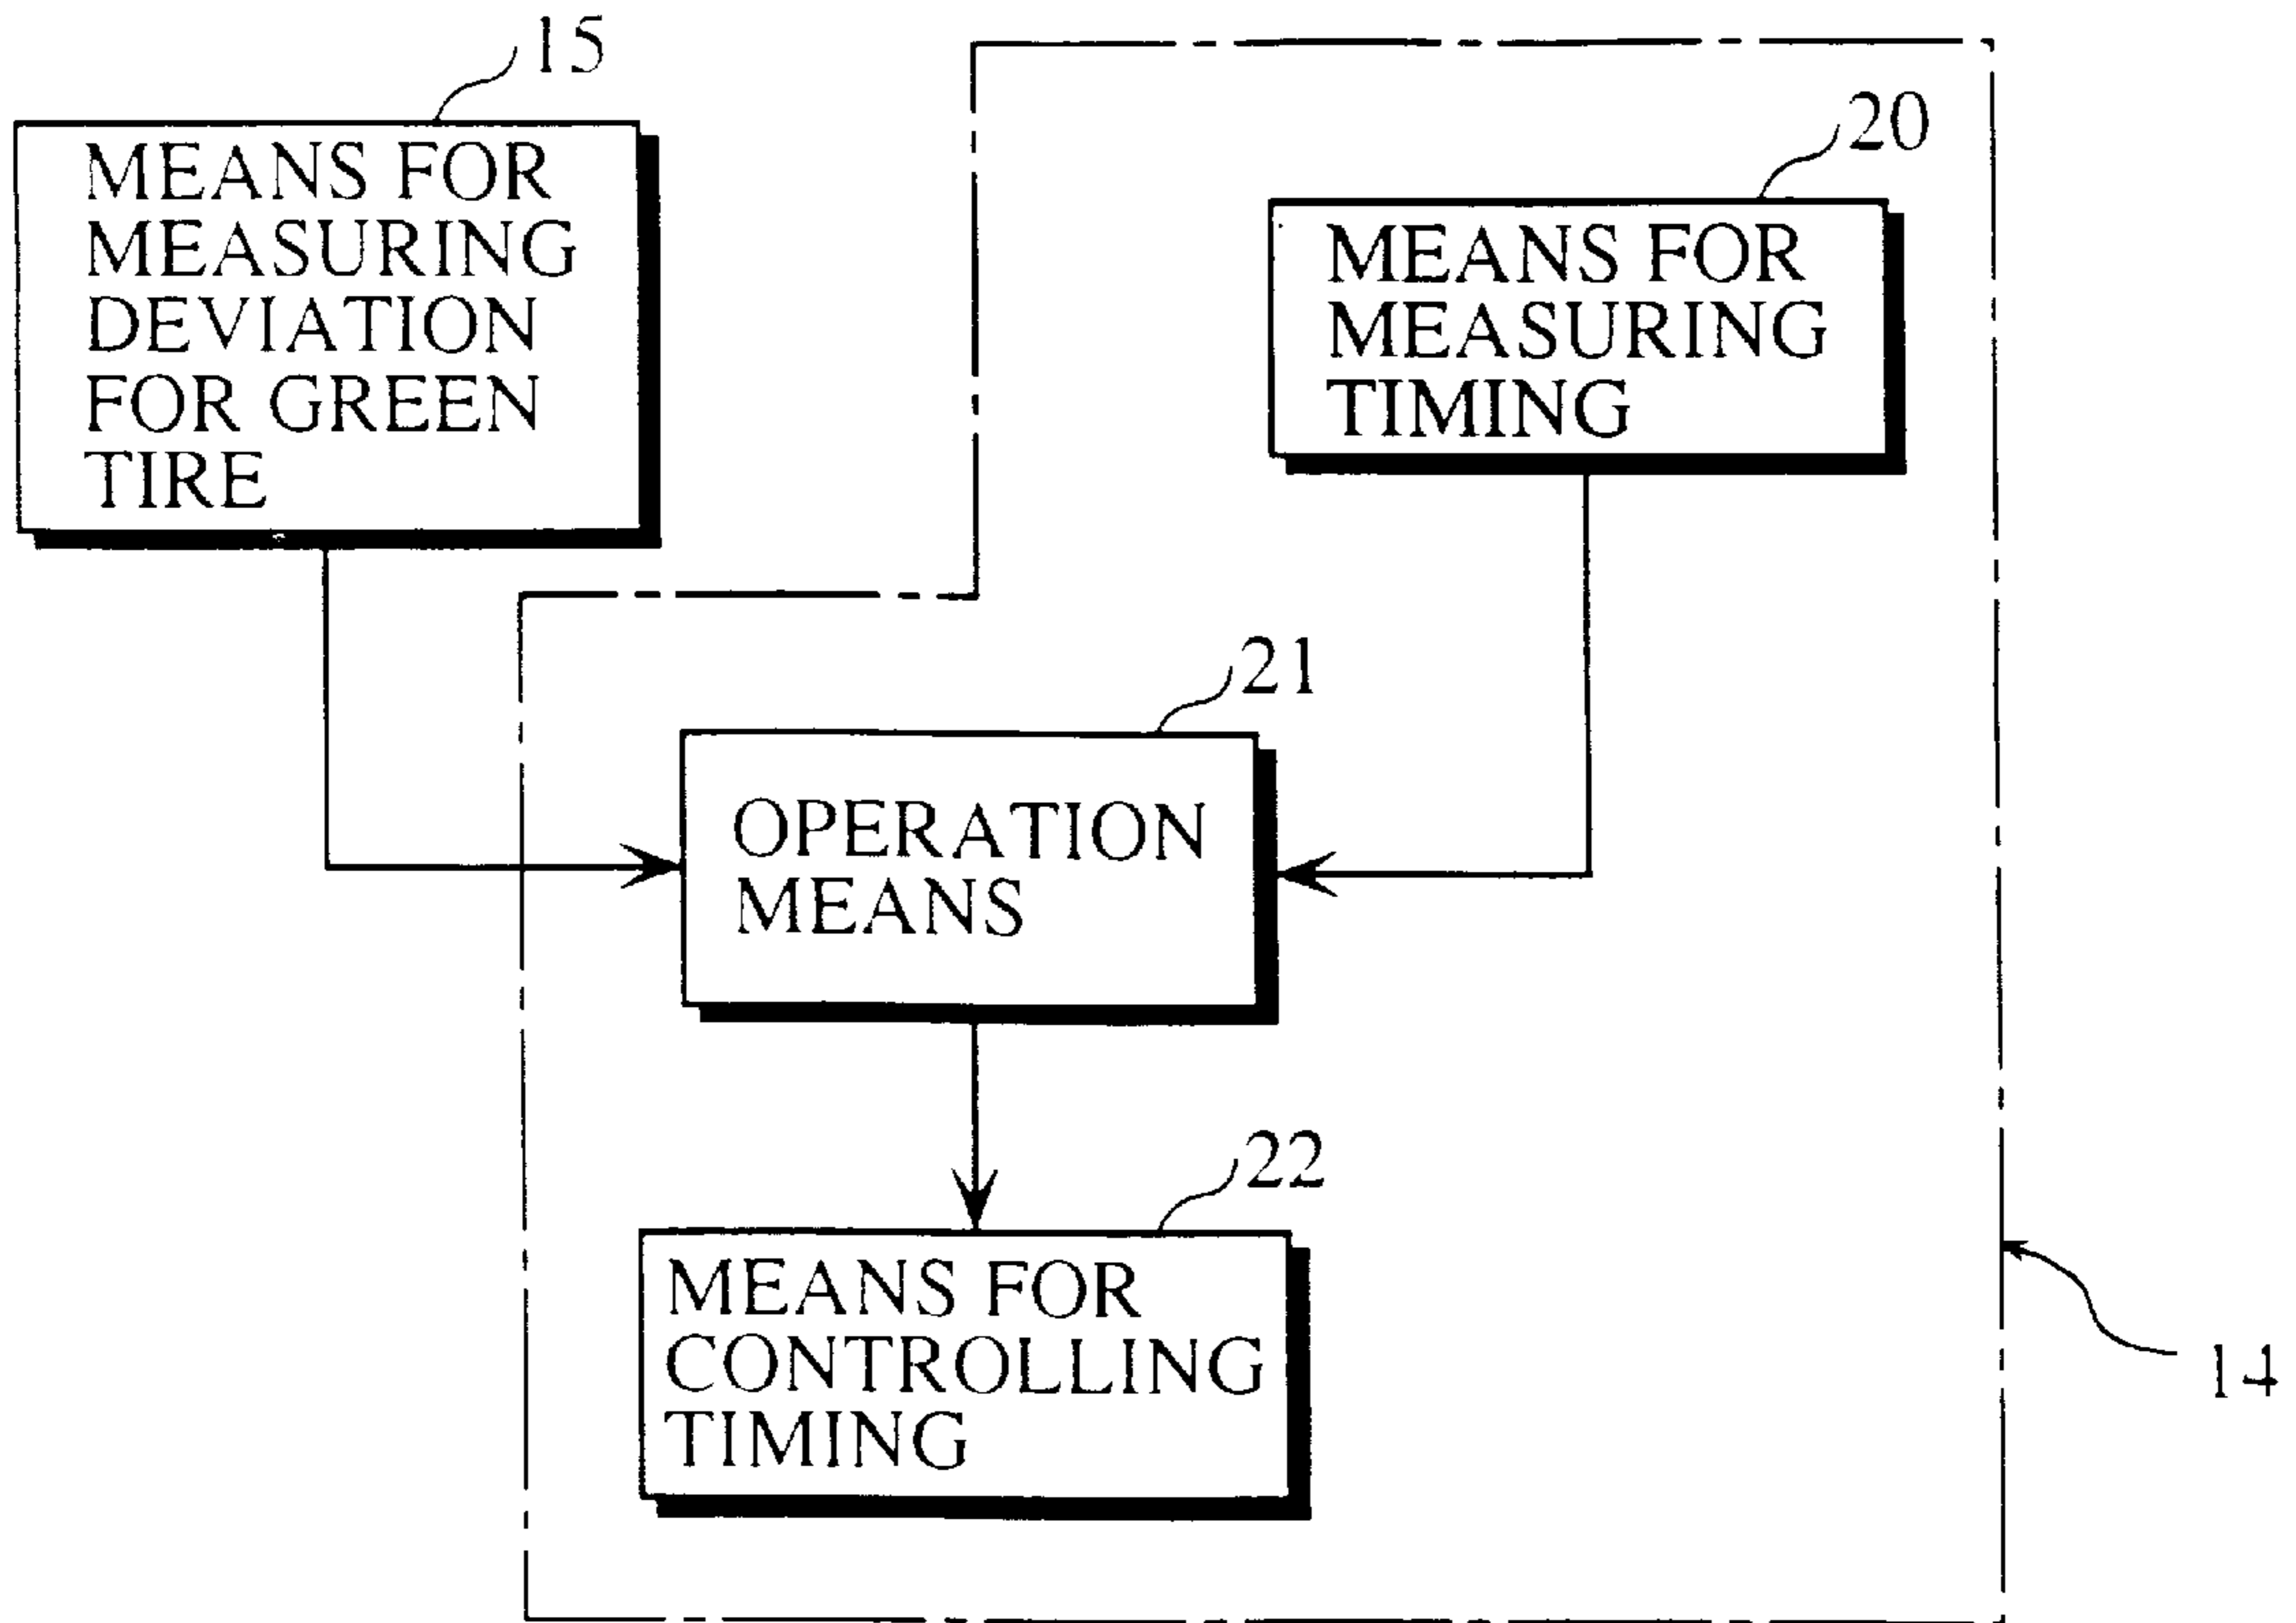 15
MEANS FOR
MEASURING
DEVIATION
FOR GREEN
TIRE
20
MEANS FOR
MEASURING
TIMING
21
OPERATION
MEANS
22
MEANS FOR
CONTROLLING
TIMING
14